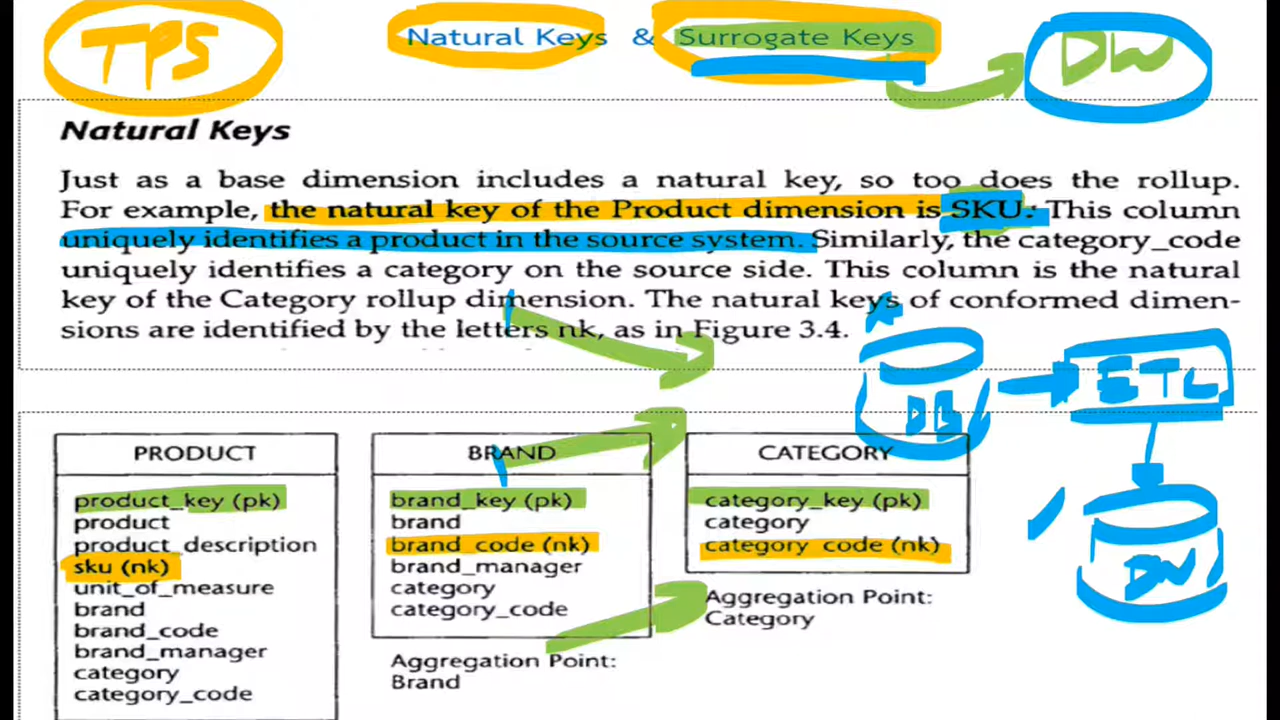 TPS
Natural Keys & Surrogate Keys
DW
Natural Keys
Just as a base dimension includes a natural key, so too does the rollup.
For example, the natural key of the Product dimension is SKU. This column
uniquely identifies a product in the source system. Similarly, the category_code
uniquely identifies a category on the source side. This column is the natural
key of the Category rollup dimension. The natural keys of conformed dimen-
sions are identified by the letters nk, as in Figure 3.4.
DB
ETL
DW
PRODUCT
product_key (pk)
product
product_description
sku (nk)
unit_of_measure
brand
brand_code
brand_manager
category
category_code
BRAND
brand_key (pk)
brand
brand_code (nk)
brand_manager
category
category_code
Aggregation Point:
Brand
CATEGORY
category_key (pk)
category
category_code (nk)
Aggregation Point:
Category